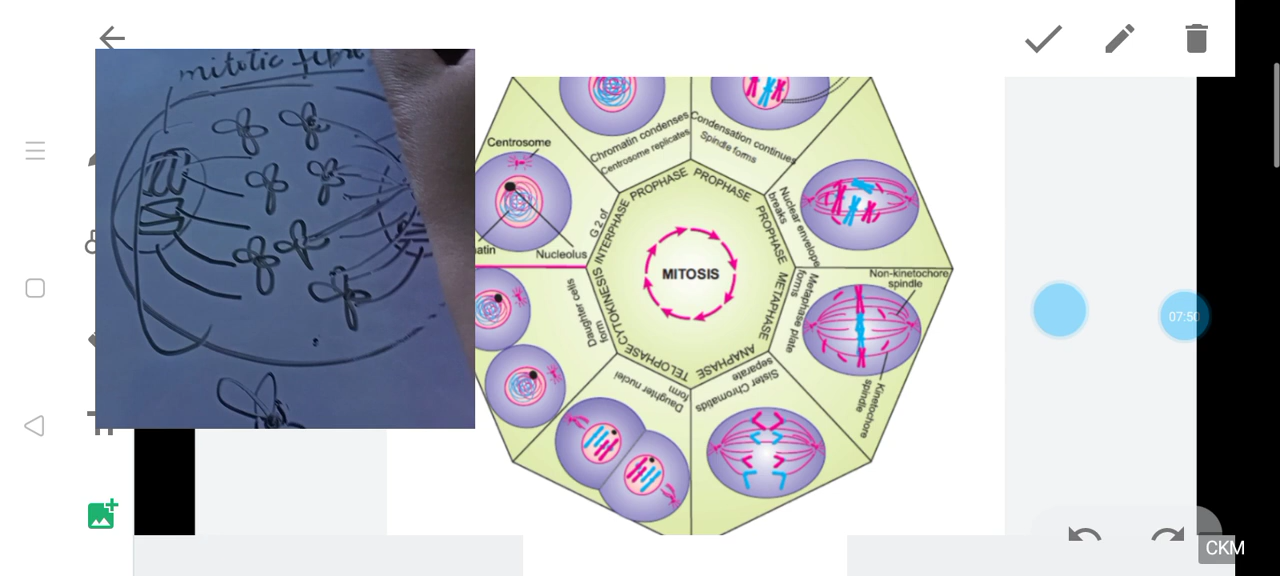 mitotic
Centrosome
Nucleolus
Chromatin condenses
Centrosome replicates
Condensation continues
Spindle forms
Nuclear envelope
breaks
Non-kinetochore
spindle
Metaphase plate
forms
Kinetochore
spindle
Sister Chromatids
separate
Daughter nuclei
form
Daughter cells
form
G 2 of
INTERPHASE
PROPHASE
PROPHASE
PROPHASE
METAPHASE
ANAPHASE
TELOPHASE
CYTOKINESIS
MITOSIS
07:50
CKM